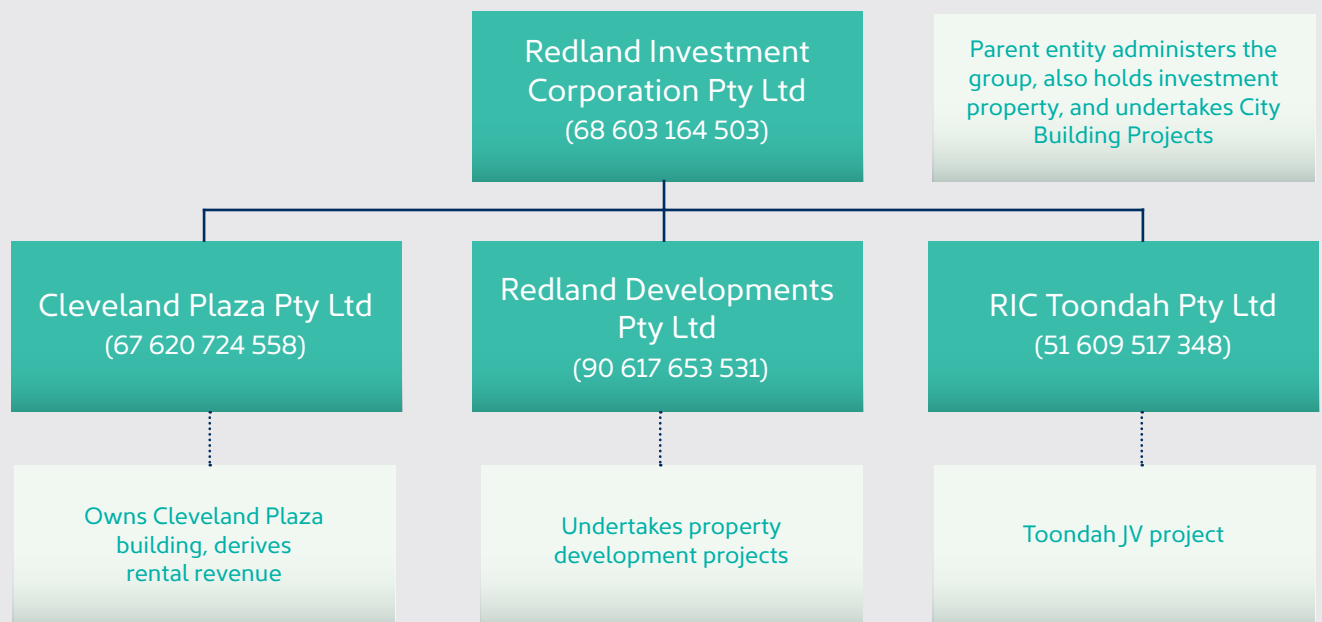 Redland Investment
Corporation Pty Ltd
(68 603 164 503)
Parent entity administers the
group, also holds investment
property, and undertakes City
Building Projects
Cleveland Plaza Pty Ltd
(67 620 724 558)
Redland Developments
Pty Ltd
(90 617 653 531)
RIC Toondah Pty Ltd
(51 609 517 348)
Owns Cleveland Plaza
building, derives
rental revenue
Undertakes property
development projects
Toondah JV project